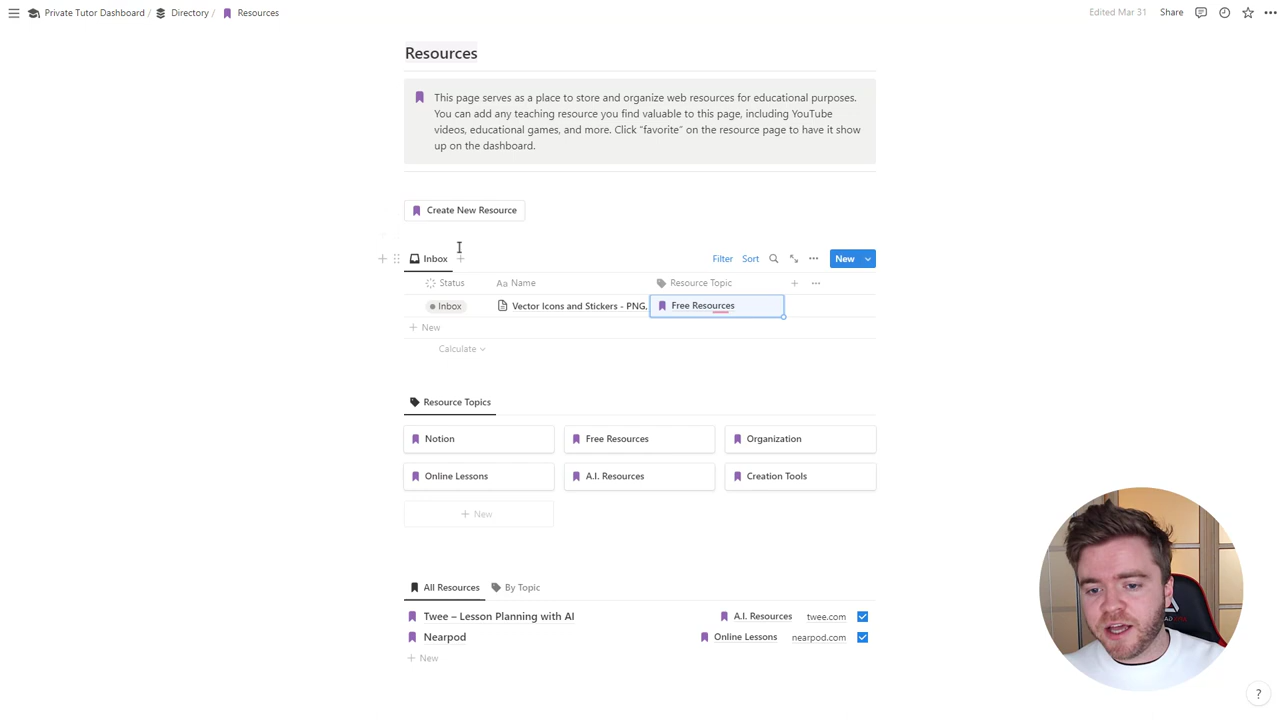 Private Tutor Dashboard / Directory / Resources
Edited Mar 31 Share
Resources
This page serves as a place to store and organize web resources for educational purposes.
You can add any teaching resource you find valuable to this page, including YouTube
videos, educational games, and more. Click "favorite" on the resource page to have it show
up on the dashboard.
Create New Resource
Inbox
Filter Sort New
Status Aa Name Resource Topic
Inbox Vector Icons and Stickers - PNG, Free Resources
+ New
Calculate
Resource Topics
Notion Free Resources Organization
Online Lessons A.I. Resources Creation Tools
+ New
All Resources By Topic
Twee – Lesson Planning with AI A.I. Resources twee.com
Nearpod Online Lessons nearpod.com
+ New
?